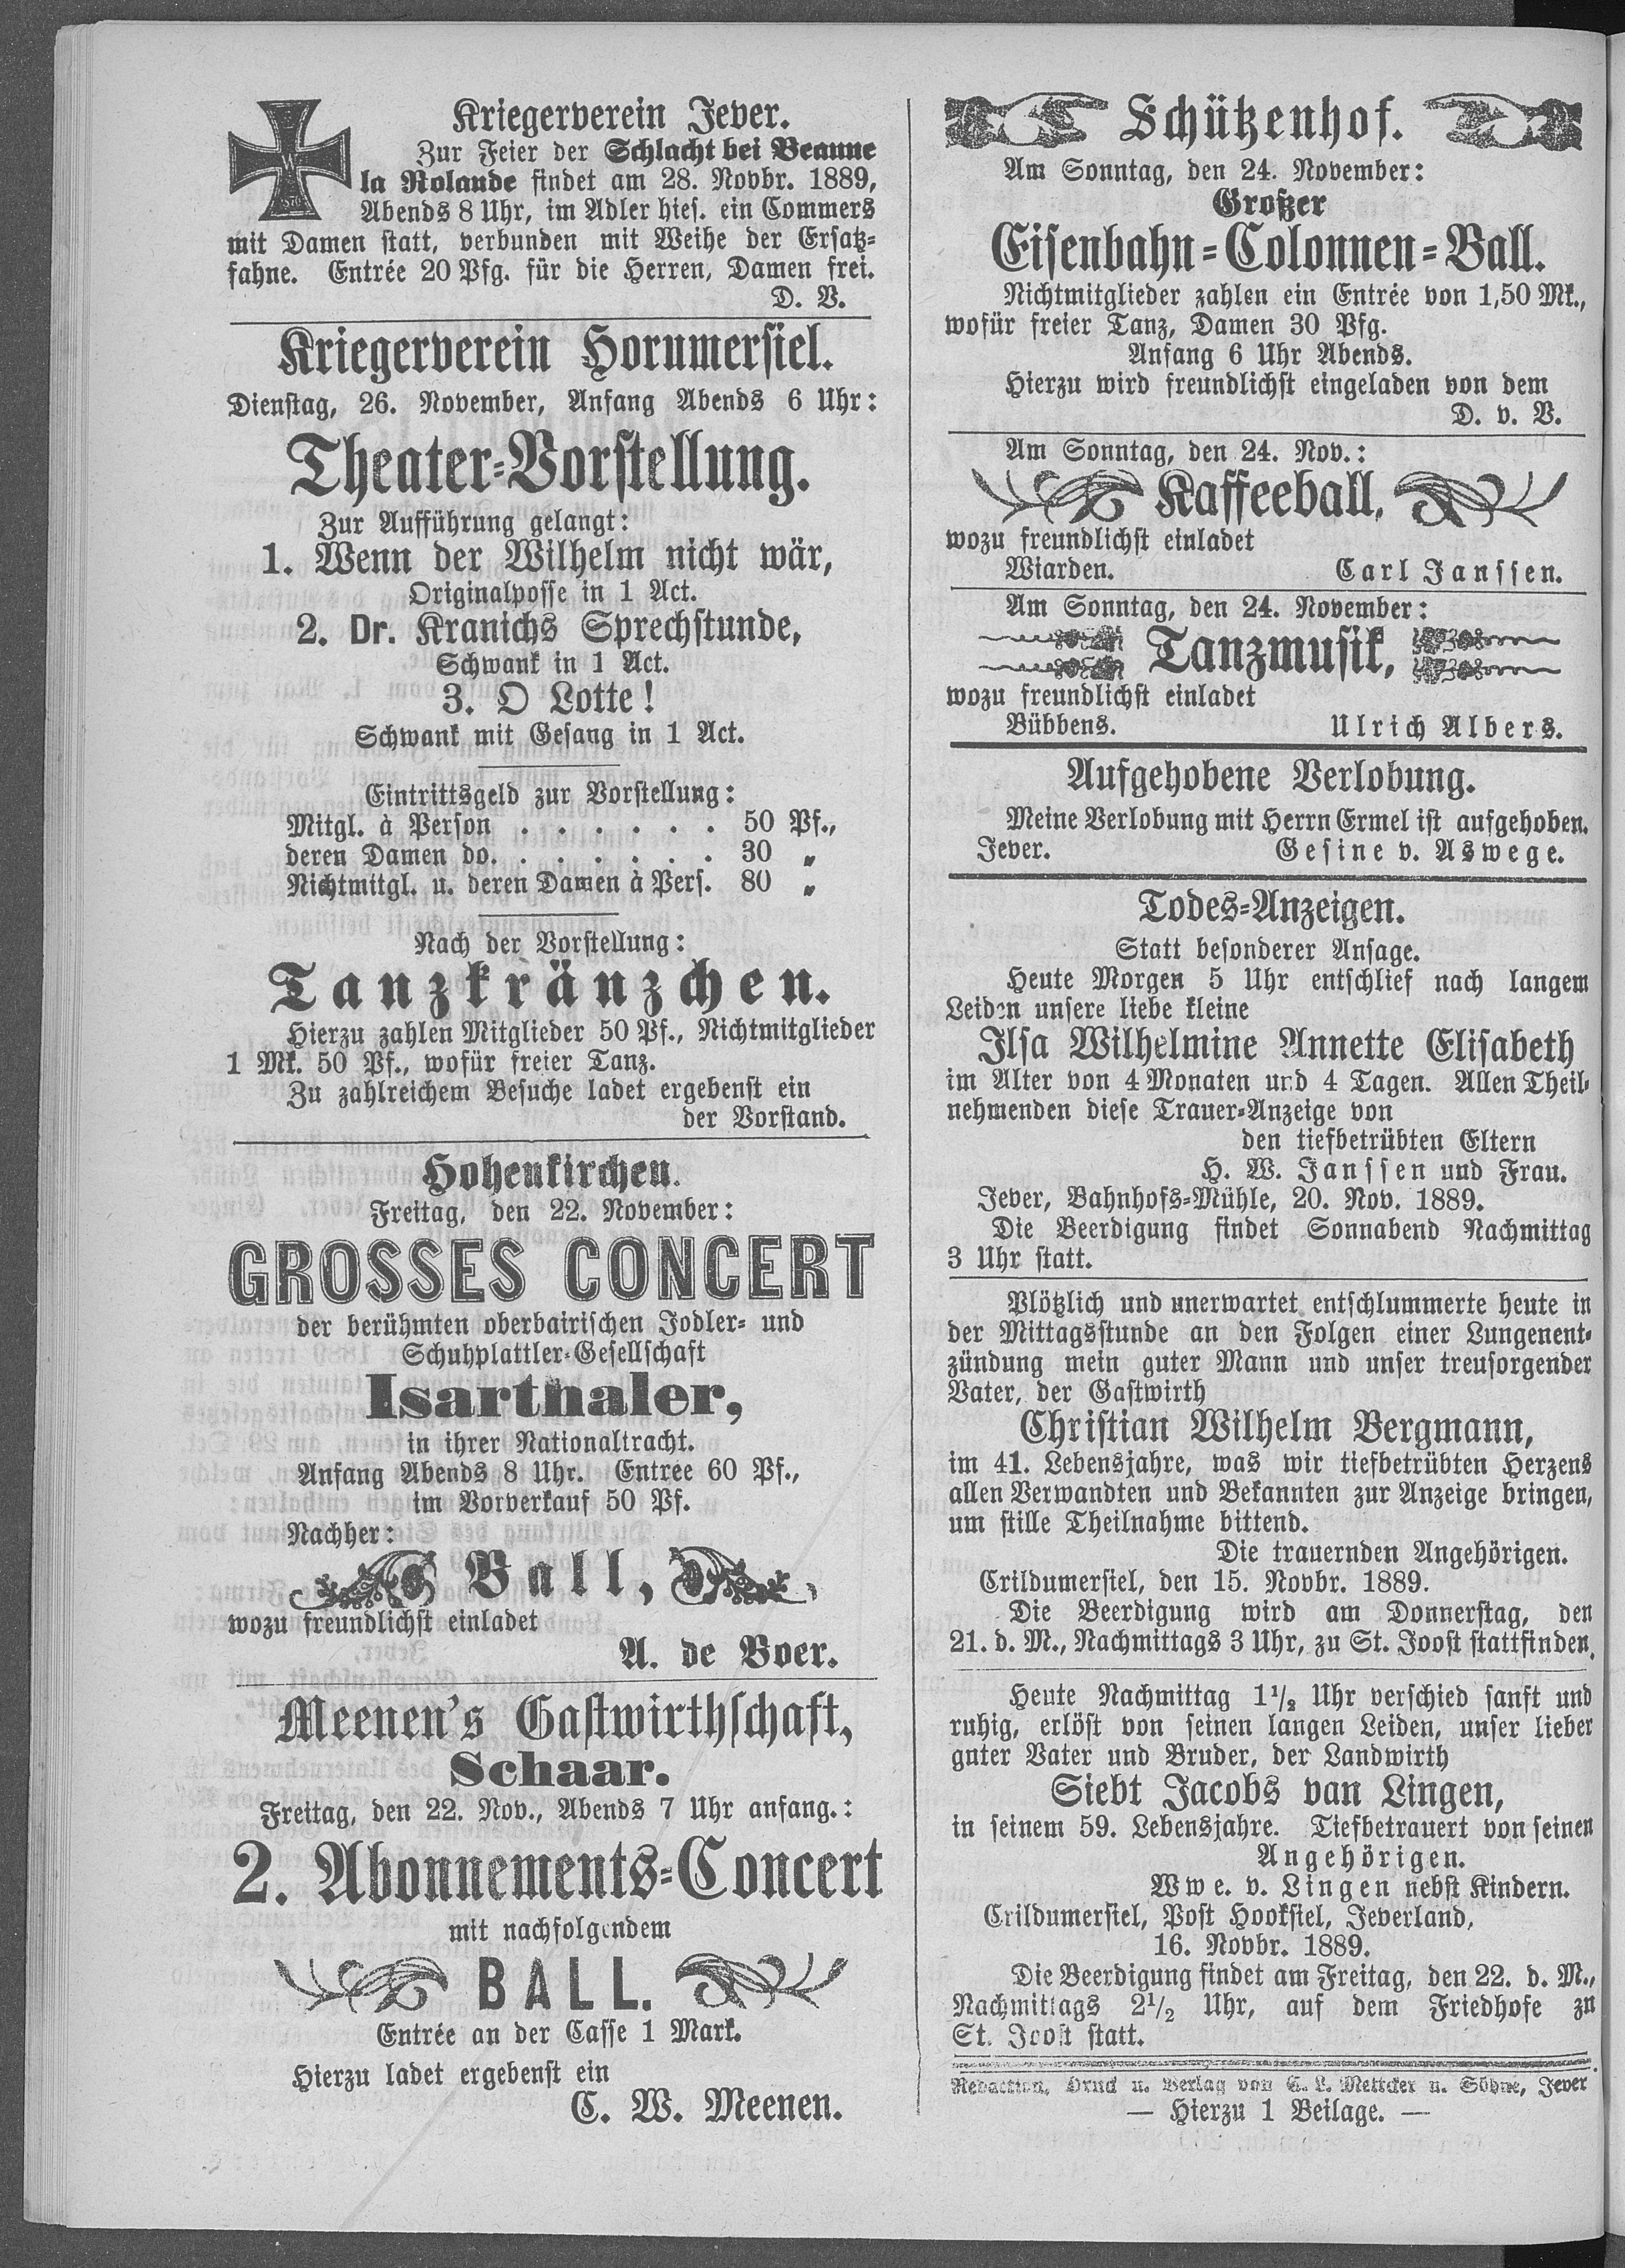 Kriegerverein Jever.
Zur Feier der Schlacht bei Beaune
la Rolande findet am 28. Novbr. 1889,
Abends 8 Uhr, im Adler hies. ein Commers
mit Damen statt, verbunden mit Weihe der Ersatz-
fahne. Entrée 20 Pfg. für die Herren, Damen frei.
D. V.
Kriegerverein Horumersiel.
Dienstag, 26. November, Anfang Abends 6 Uhr:
Theater-Vorstellung.
Zur Aufführung gelangt:
1. Wenn der Wilhelm nicht wär,
Originalposse in 1 Act.
2. Dr. Kranichs Sprechstunde,
Schwank in 1 Act.
3. O Lotte!
Schwank mit Gesang in 1 Act.
Eintrittsgeld zur Vorstellung:
Mitgl. à Person . . . . . . 50 Pf.,
deren Damen do. . . . . . . 30 „
Nichtmitgl. u. deren Damen à Pers. 80 „
Nach der Vorstellung:
Tanzkränzchen.
Hierzu zahlen Mitglieder 50 Pf., Nichtmitglieder
1 Mk. 50 Pf., wofür freier Tanz.
Zu zahlreichem Besuche ladet ergebenst ein
der Vorstand.
Hohenkirchen.
Freitag, den 22. November:
GROSSES CONCERT
der berühmten oberbairischen Jodler- und
Schuhplattler-Gesellschaft
Isarthaler,
in ihrer Nationaltracht.
Anfang Abends 8 Uhr. Entree 60 Pf.,
im Vorverkauf 50 Pf.
Nachher:
Ball,
wozu freundlichst einladet
A. de Boer.
Meenen's Gastwirthschaft,
Schaar.
Freitag, den 22. Nov., Abends 7 Uhr anfang.:
2. Abonnements-Concert
mit nachfolgendem
BALL.
Entrée an der Casse 1 Mark.
Hierzu ladet ergebenst ein
C. W. Meenen.
Schützenhof.
Am Sonntag, den 24. November:
Großer
Eisenbahn-Colonnen-Ball.
Nichtmitglieder zahlen ein Entrée von 1,50 Mk.,
wofür freier Tanz, Damen 30 Pfg.
Anfang 6 Uhr Abends.
Hierzu wird freundlichst eingeladen von dem
D. v. V.
Am Sonntag, den 24. Nov.:
Kaffeeball,
wozu freundlichst einladet
Wiarden. Carl Janssen.
Am Sonntag, den 24. November:
Tanzmusik,
wozu freundlichst einladet
Bübbens. Ulrich Albers.
Aufgehobene Verlobung.
Meine Verlobung mit Herrn Ermel ist aufgehoben.
Jever. Gesine v. Aswege.
Todes-Anzeigen.
Statt besonderer Ansage.
Heute Morgen 5 Uhr entschlief nach langem
Leiden unsere liebe kleine
Ilsa Wilhelmine Annette Elisabeth
im Alter von 4 Monaten und 4 Tagen. Allen Theil-
nehmenden diese Trauer-Anzeige von
den tiefbetrübten Eltern
H. W. Janssen und Frau.
Jever, Bahnhofs-Mühle, 20. Nov. 1889.
Die Beerdigung findet Sonnabend Nachmittag
3 Uhr statt.
Plötzlich und unerwartet entschlummerte heute in
der Mittagsstunde an den Folgen einer Lungenent-
zündung mein guter Mann und unser treusorgender
Vater, der Gastwirth
Christian Wilhelm Bergmann,
im 41. Lebensjahre, was wir tiefbetrübten Herzens
allen Verwandten und Bekannten zur Anzeige bringen,
um stille Theilnahme bittend.
Die trauernden Angehörigen.
Crildumersiel, den 15. Novbr. 1889.
Die Beerdigung wird am Donnerstag, den
21. d. M., Nachmittags 3 Uhr, zu St. Joost stattfinden.
Heute Nachmittag 1½ Uhr verschied sanft und
ruhig, erlöst von seinen langen Leiden, unser lieber
guter Vater und Bruder, der Landwirth
Siebt Jacobs van Lingen,
in seinem 59. Lebensjahre. Tiefbetrauert von seinen
Angehörigen.
Wwe. v. Lingen nebst Kindern.
Crildumersiel, Post Hooksiel, Jeverland,
16. Novbr. 1889.
Die Beerdigung findet am Freitag, den 22. d. M.,
Nachmittags 2½ Uhr, auf dem Friedhofe zu
St. Joost statt.
Redaction, Druck u. Verlag von C. L. Mettcker u. Söhne, Jever
— Hierzu 1 Beilage. —